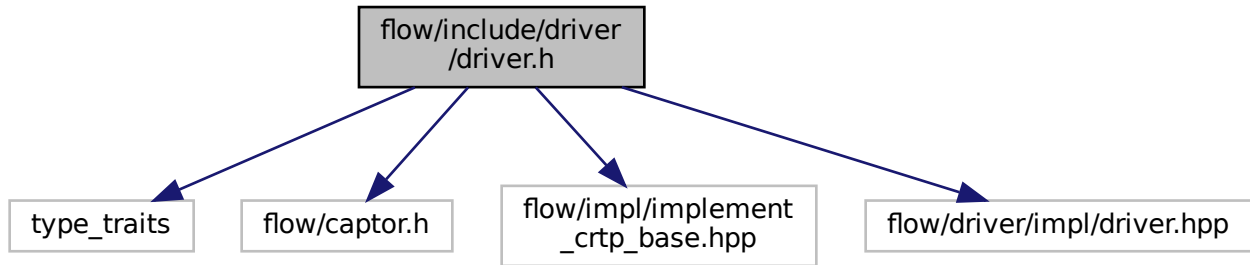 flow/include/driver
/driver.h
type_traits
flow/captor.h
flow/impl/implement
_crtp_base.hpp
flow/driver/impl/driver.hpp